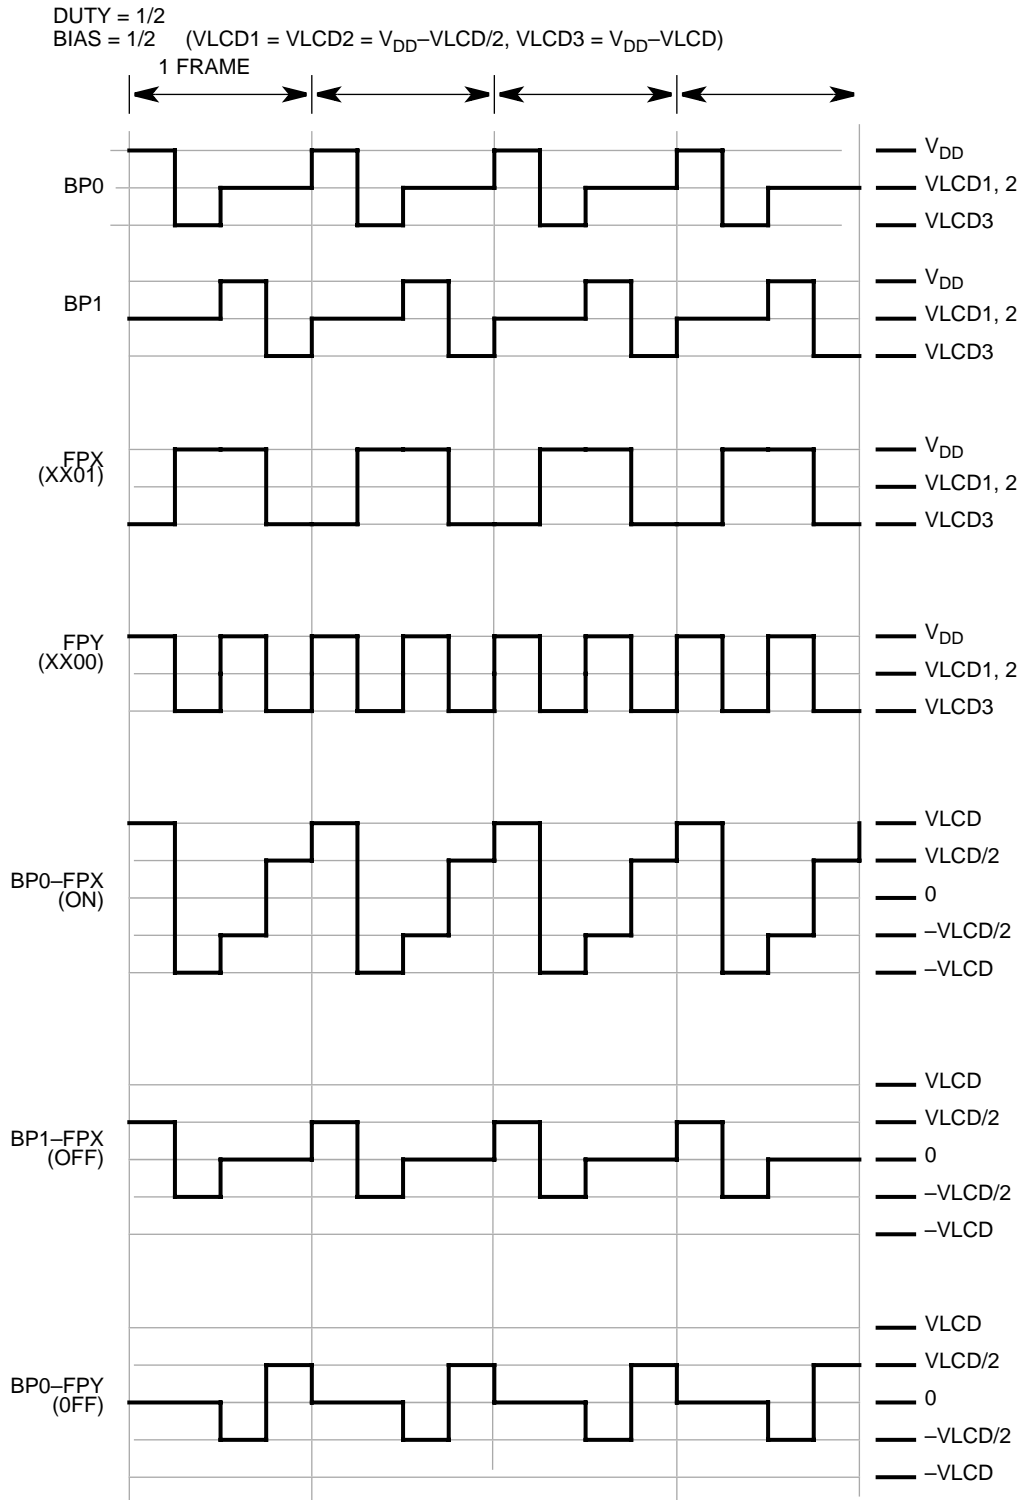 DUTY = 1/2
BIAS = 1/2 (VLCD1 = VLCD2 = VDD–VLCD/2, VLCD3 = VDD–VLCD)
1 FRAME
BP0
VDD
VLCD1, 2
VLCD3
BP1
VDD
VLCD1, 2
VLCD3
FPX
(XX01)
VDD
VLCD1, 2
VLCD3
FPY
(XX00)
VDD
VLCD1, 2
VLCD3
BP0–FPX
(ON)
VLCD
VLCD/2
0
–VLCD/2
–VLCD
BP1–FPX
(OFF)
VLCD
VLCD/2
0
–VLCD/2
–VLCD
BP0–FPY
(0FF)
VLCD
VLCD/2
0
–VLCD/2
–VLCD